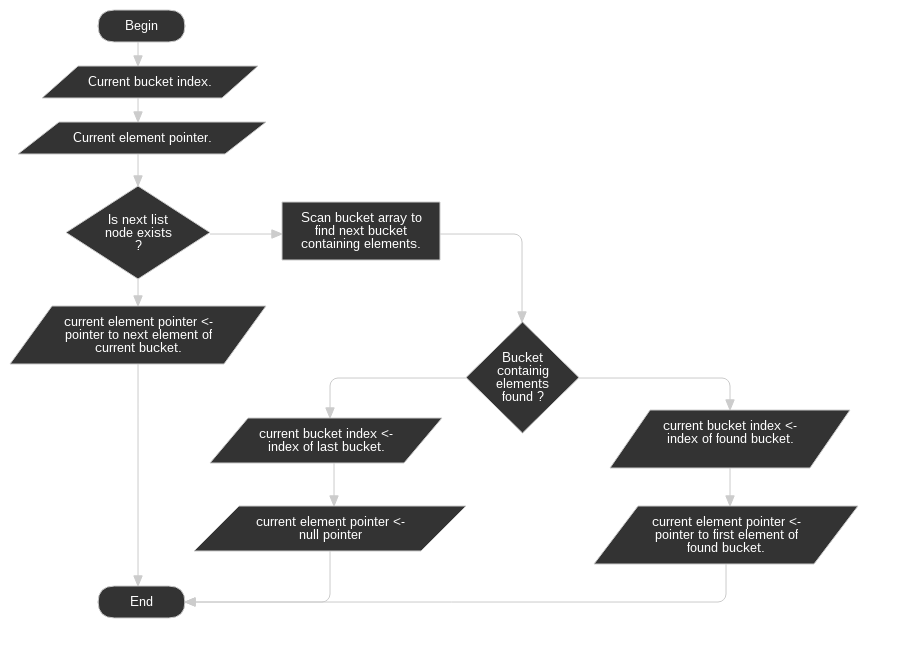 Begin
Current bucket index.
Current element pointer.
Is next list
node exists
?
Scan bucket array to
find next bucket
containing elements.
current element pointer <-
pointer to next element of
current bucket.
Bucket
containig
elements
found ?
current bucket index <-
index of last bucket.
current bucket index <-
index of found bucket.
current element pointer <-
null pointer
current element pointer <-
pointer to first element of
found bucket.
End